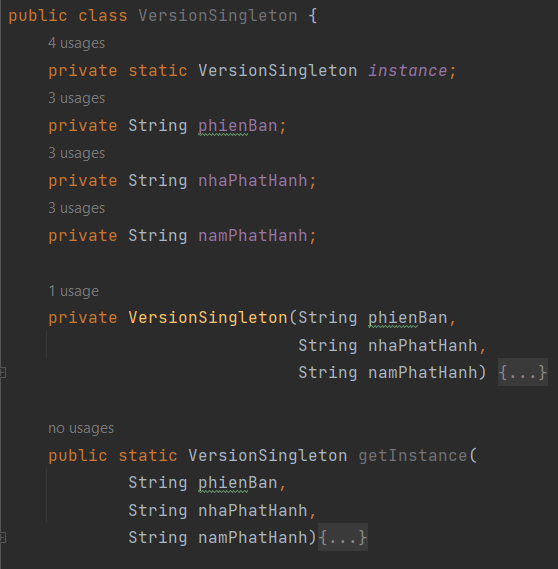 public class VersionSingleton {
4 usages
private static VersionSingleton instance;
3 usages
private String phienBan;
3 usages
private String nhaPhatHanh;
3 usages
private String namPhatHanh;
1 usage
private VersionSingleton(String phienBan,
String nhaPhatHanh,
String namPhatHanh) {...}
no usages
public static VersionSingleton getInstance(
String phienBan,
String nhaPhatHanh,
String namPhatHanh){...}